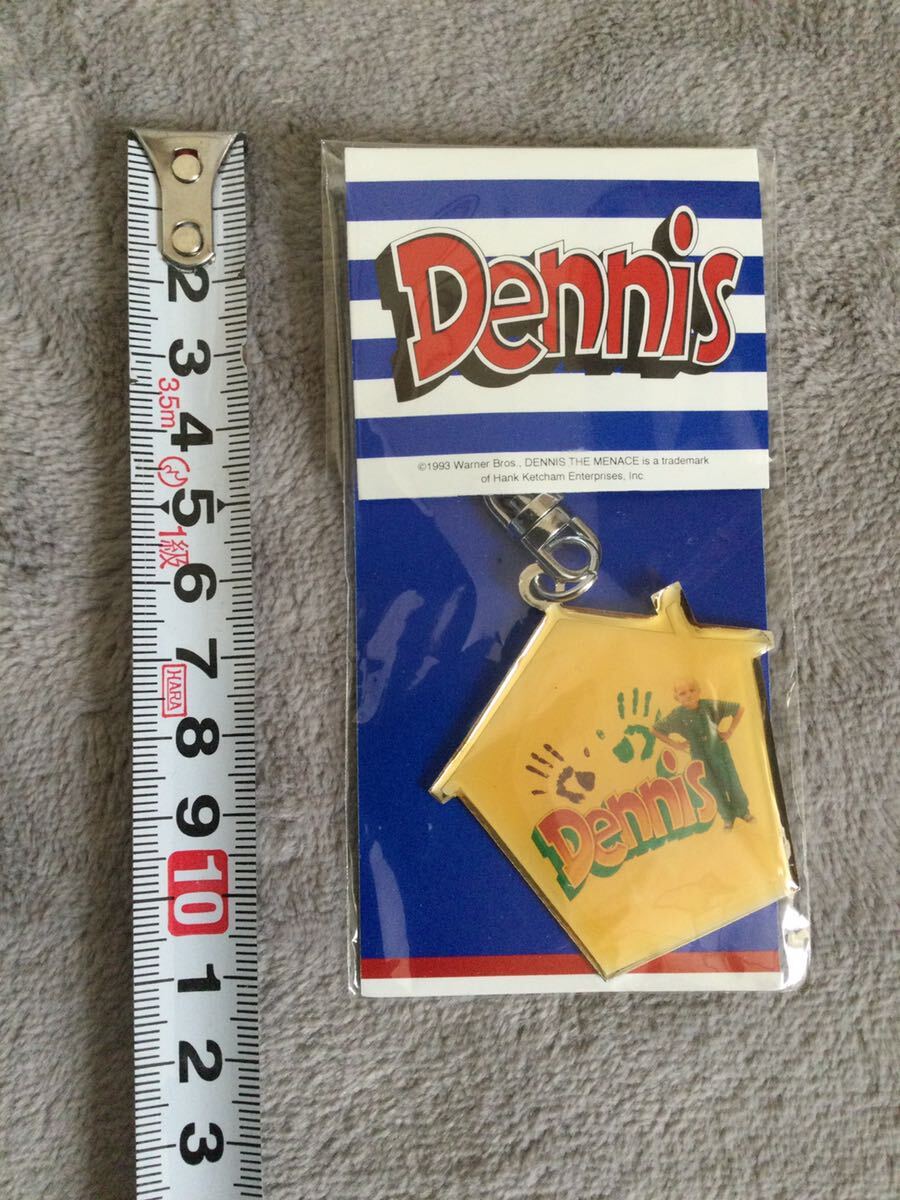 2
3
3.5m
4
5
1級
6
7
HARA
8
9
10
1
2
3
Dennis
©1993 Warner Bros., DENNIS THE MENACE is a trademark
of Hank Ketcham Enterprises, Inc
Dennis